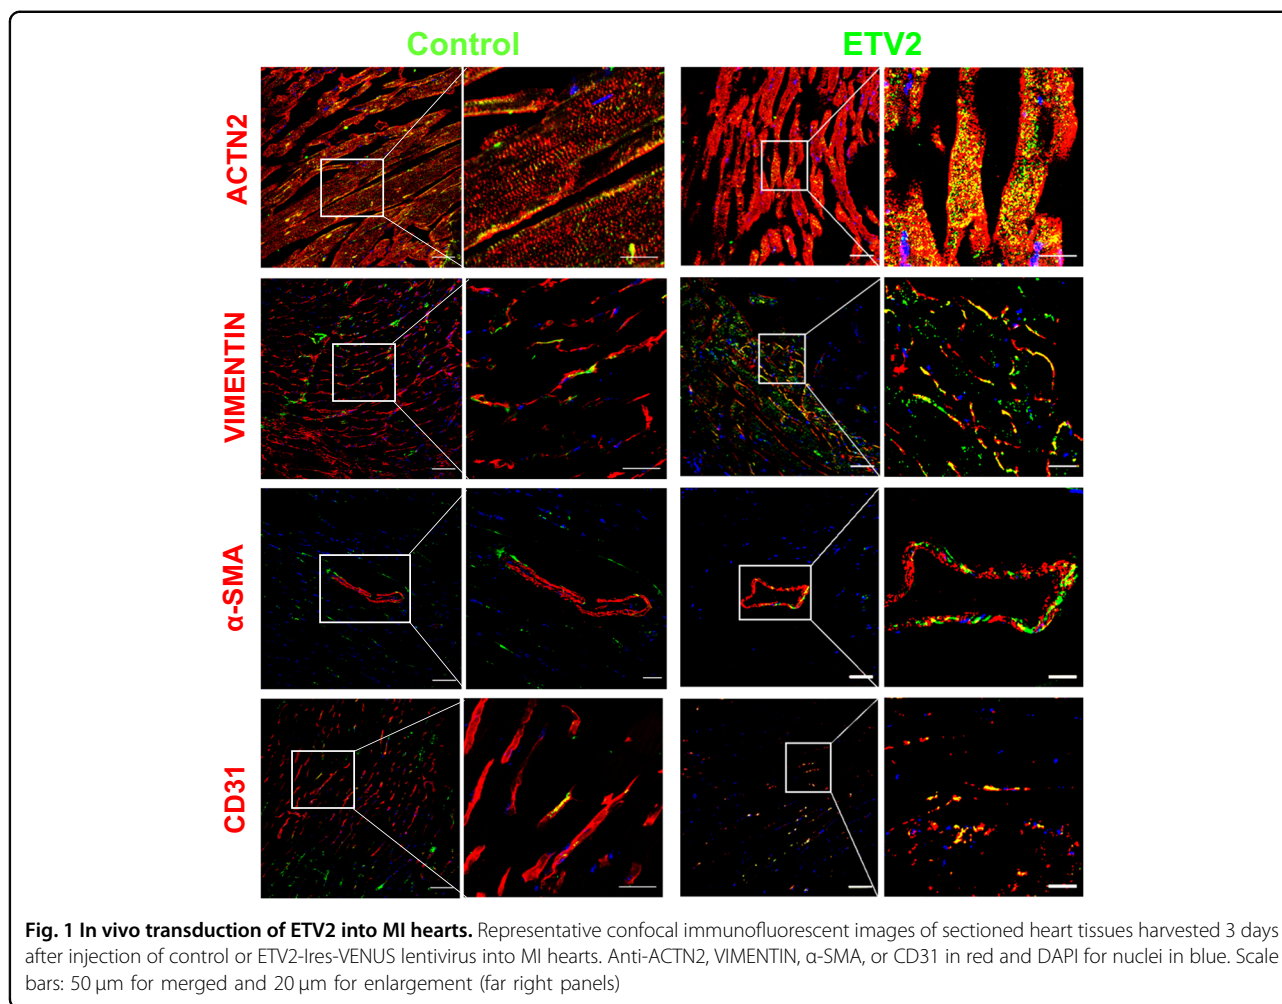 Control ETV2
ACTN2
VIMENTIN
α-SMA
CD31
Fig. 1 In vivo transduction of ETV2 into MI hearts. Representative confocal immunofluorescent images of sectioned heart tissues harvested 3 days
after injection of control or ETV2-Ires-VENUS lentivirus into MI hearts. Anti-ACTN2, VIMENTIN, α-SMA, or CD31 in red and DAPI for nuclei in blue. Scale
bars: 50 μm for merged and 20 μm for enlargement (far right panels)